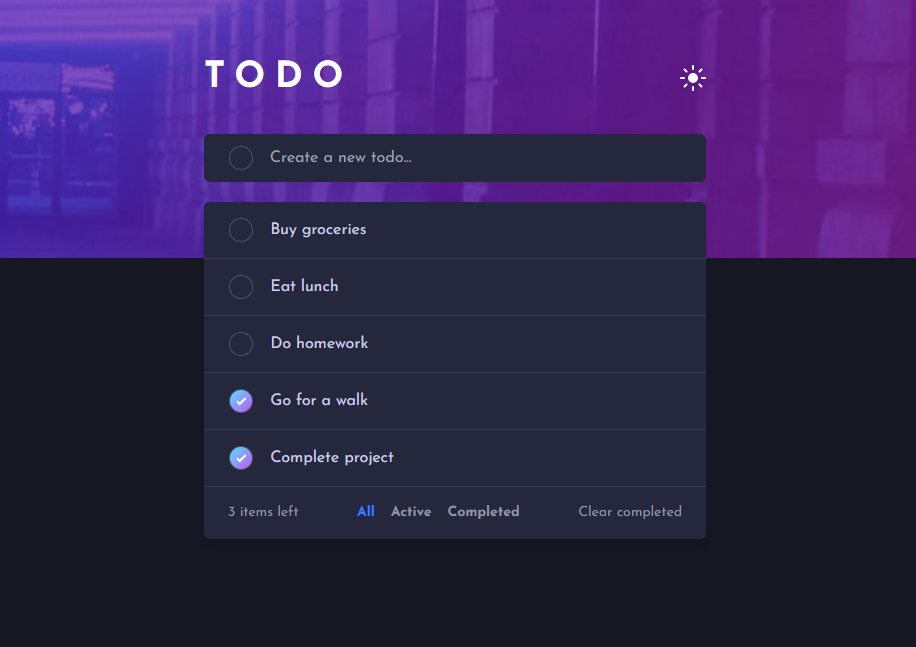 TODO
Create a new todo...
Buy groceries
Eat lunch
Do homework
Go for a walk
Complete project
3 items left All Active Completed Clear completed